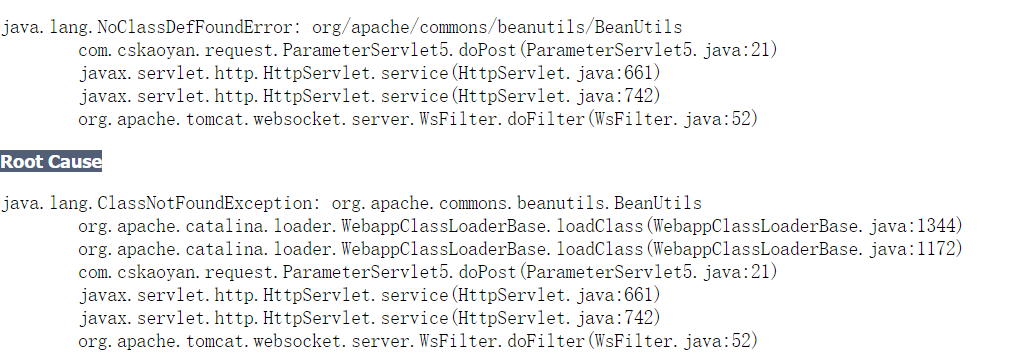 java.lang.NoClassDefFoundError: org/apache/commons/beanutils/BeanUtils
com.cskaoyan.request.ParameterServlet5.doPost(ParameterServlet5.java:21)
javax.servlet.http.HttpServlet.service(HttpServlet.java:661)
javax.servlet.http.HttpServlet.service(HttpServlet.java:742)
org.apache.tomcat.websocket.server.WsFilter.doFilter(WsFilter.java:52)
Root Cause
java.lang.ClassNotFoundException: org.apache.commons.beanutils.BeanUtils
org.apache.catalina.loader.WebappClassLoaderBase.loadClass(WebappClassLoaderBase.java:1344)
org.apache.catalina.loader.WebappClassLoaderBase.loadClass(WebappClassLoaderBase.java:1172)
com.cskaoyan.request.ParameterServlet5.doPost(ParameterServlet5.java:21)
javax.servlet.http.HttpServlet.service(HttpServlet.java:661)
javax.servlet.http.HttpServlet.service(HttpServlet.java:742)
org.apache.tomcat.websocket.server.WsFilter.doFilter(WsFilter.java:52)